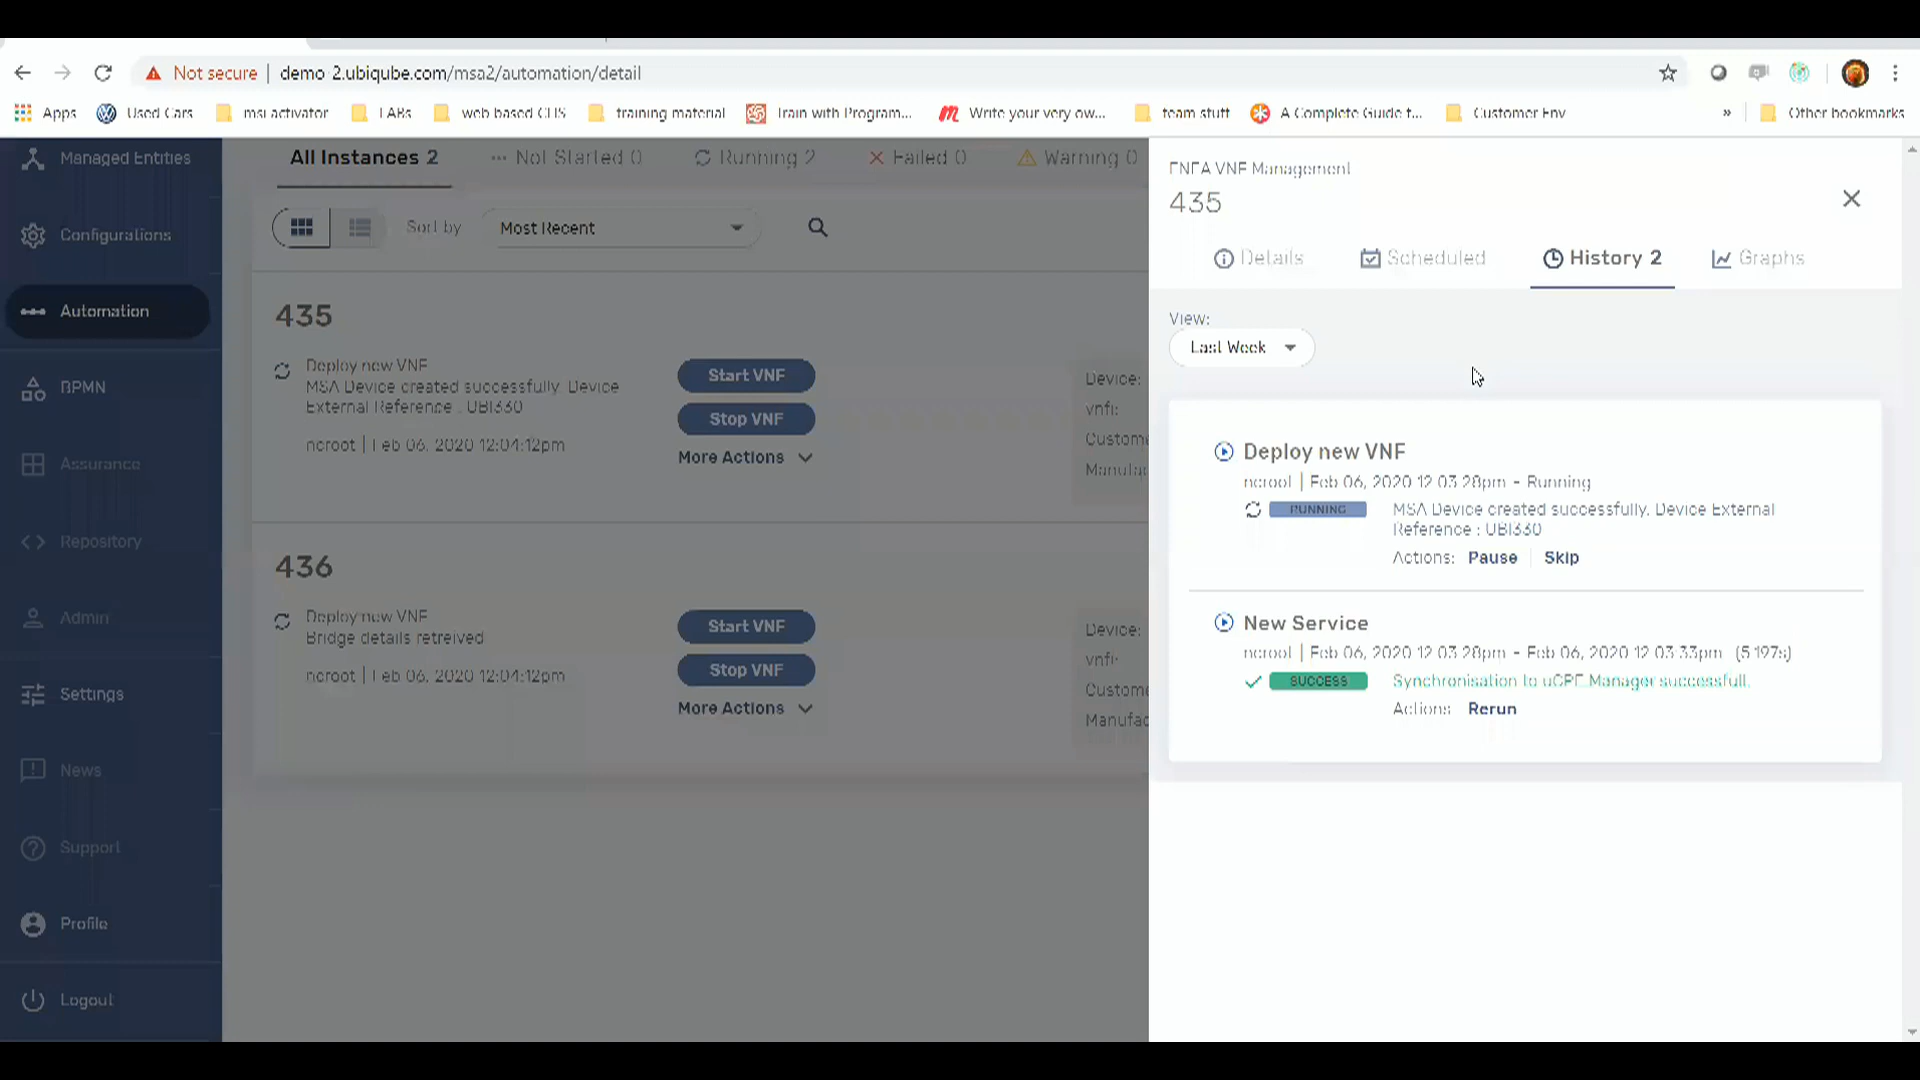 Not secure | demo-2.ubiqube.com/msa2/automation/detail
Apps Used Cars msi activator LABs web based CLIS training material Train with Program... Write your very ow... team stuff A Complete Guide t... Customer Env » Other bookmarks
Managed Entities
Configurations
Automation
BPMN
Assurance
Repository
Admin
Settings
News
Support
Profile
Logout
All Instances 2 Not Started 0 Running 2 Failed 0 Warning 0
Sort by Most Recent
435
Deploy new VNF
MSA Device created successfully. Device
External Reference : UBI330
ncroot | Feb 06, 2020 12:04:12pm
Start VNF
Stop VNF
More Actions
Device:
vnfi:
Custome
Manufac
436
Deploy new VNF
Bridge details retreived
ncroot | Feb 06, 2020 12:04:12pm
Start VNF
Stop VNF
More Actions
Device:
vnfi:
Custome
Manufac
VNF Management
435
Details Scheduled History 2 Graphs
View:
Last Week
Deploy new VNF
ncroot | Feb 06, 2020 12:03:28pm - Running
RUNNING MSA Device created successfully. Device External
Reference : UBI330
Actions: Pause Skip
New Service
ncroot | Feb 06, 2020 12:03:28pm - Feb 06, 2020 12:03:33pm (5.197s)
SUCCESS Synchronisation to uCPE Manager successfull.
Actions: Rerun